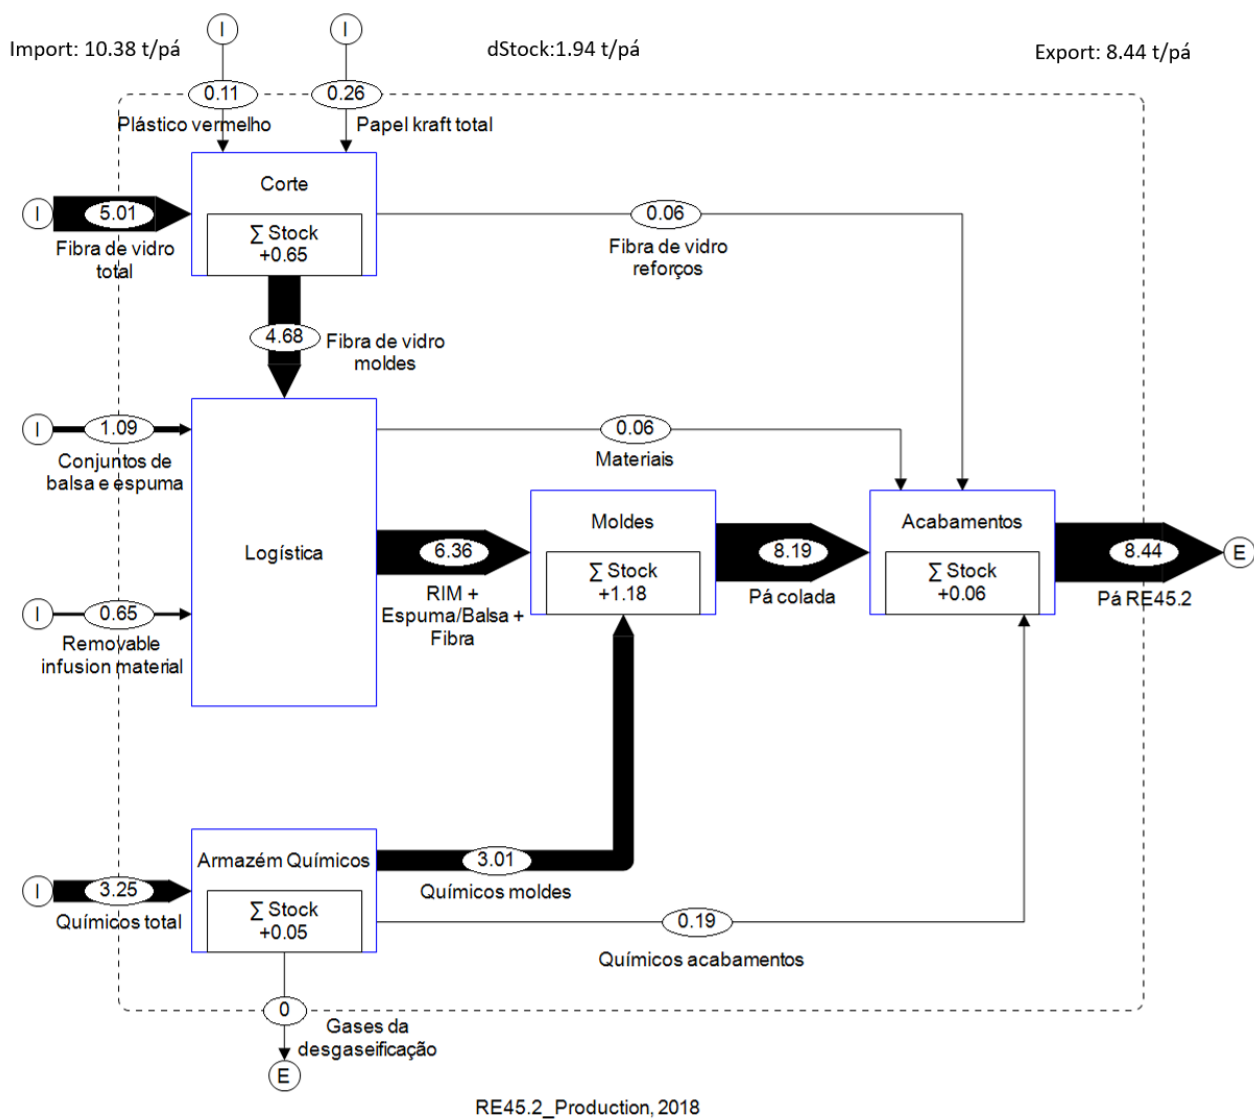 I
I
Import: 10.38 t/pá
dStock:1.94 t/pá
Export: 8.44 t/pá
0.11
0.26
Plástico vermelho
Papel kraft total
Corte
I
5.01
0.06
∑ Stock
+0.65
Fibra de vidro
total
Fibra de vidro
reforços
4.68
Fibra de vidro
moldes
I
1.09
0.06
Conjuntos de
balsa e espuma
Materiais
Moldes
Acabamentos
Logística
6.36
8.19
8.44
E
∑ Stock
+1.18
∑ Stock
+0.06
RIM +
Espuma/Balsa +
Fibra
Pá colada
Pá RE45.2
I
0.65
Removable
infusion material
Armazém Químicos
3.01
I
3.25
Químicos moldes
Químicos total
∑ Stock
+0.05
0.19
Químicos acabamentos
0
Gases da
desgaseificação
E
RE45.2_Production, 2018